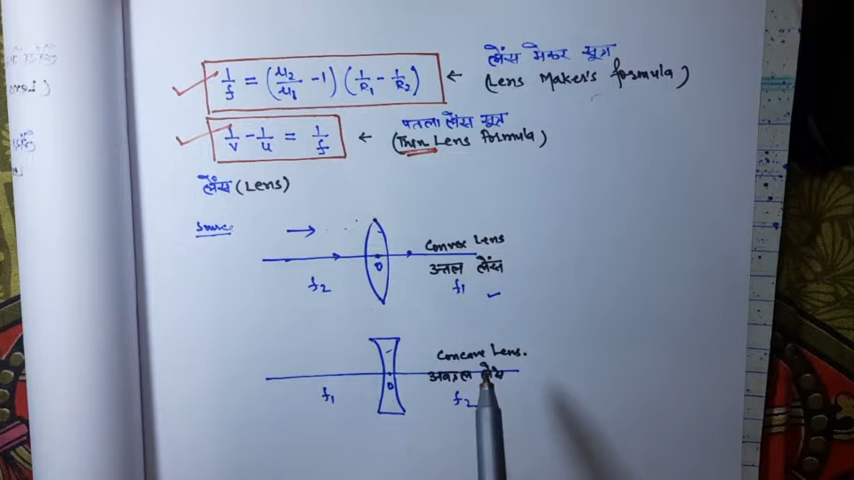 लेंस मेकर सूत्र
1/f = (μ2/μ1 - 1) (1/R1 - 1/R2) ← (Lens Maker's formula)
पतला लेंस सूत्र
1/v - 1/u = 1/f ← (Thin Lens formula)
लेंस (Lens)
→
Convex Lens
O
उत्तल लेंस
f2
f1
Concave Lens.
O
अवतल लेंस
f1
f2